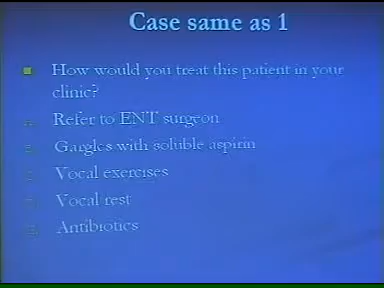 Case same as 1
How would you treat this patient in your
clinic?
Refer to ENT surgeon
Gargles with soluble aspirin
Vocal exercises
Vocal rest
Antibiotics